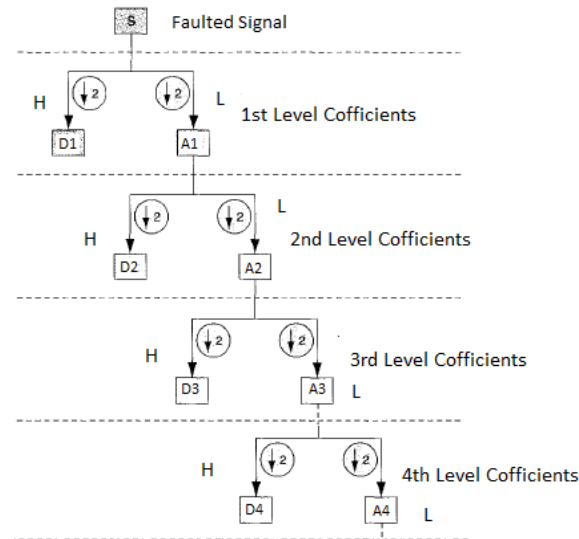 S Faulted Signal
↓2 ↓2
H L
1st Level Cofficients
D1 A1
↓2 ↓2
L
H 2nd Level Cofficients
D2 A2
↓2 ↓2
H 3rd Level Cofficients
D3 A3 L
↓2 ↓2
H 4th Level Cofficients
D4 A4 L